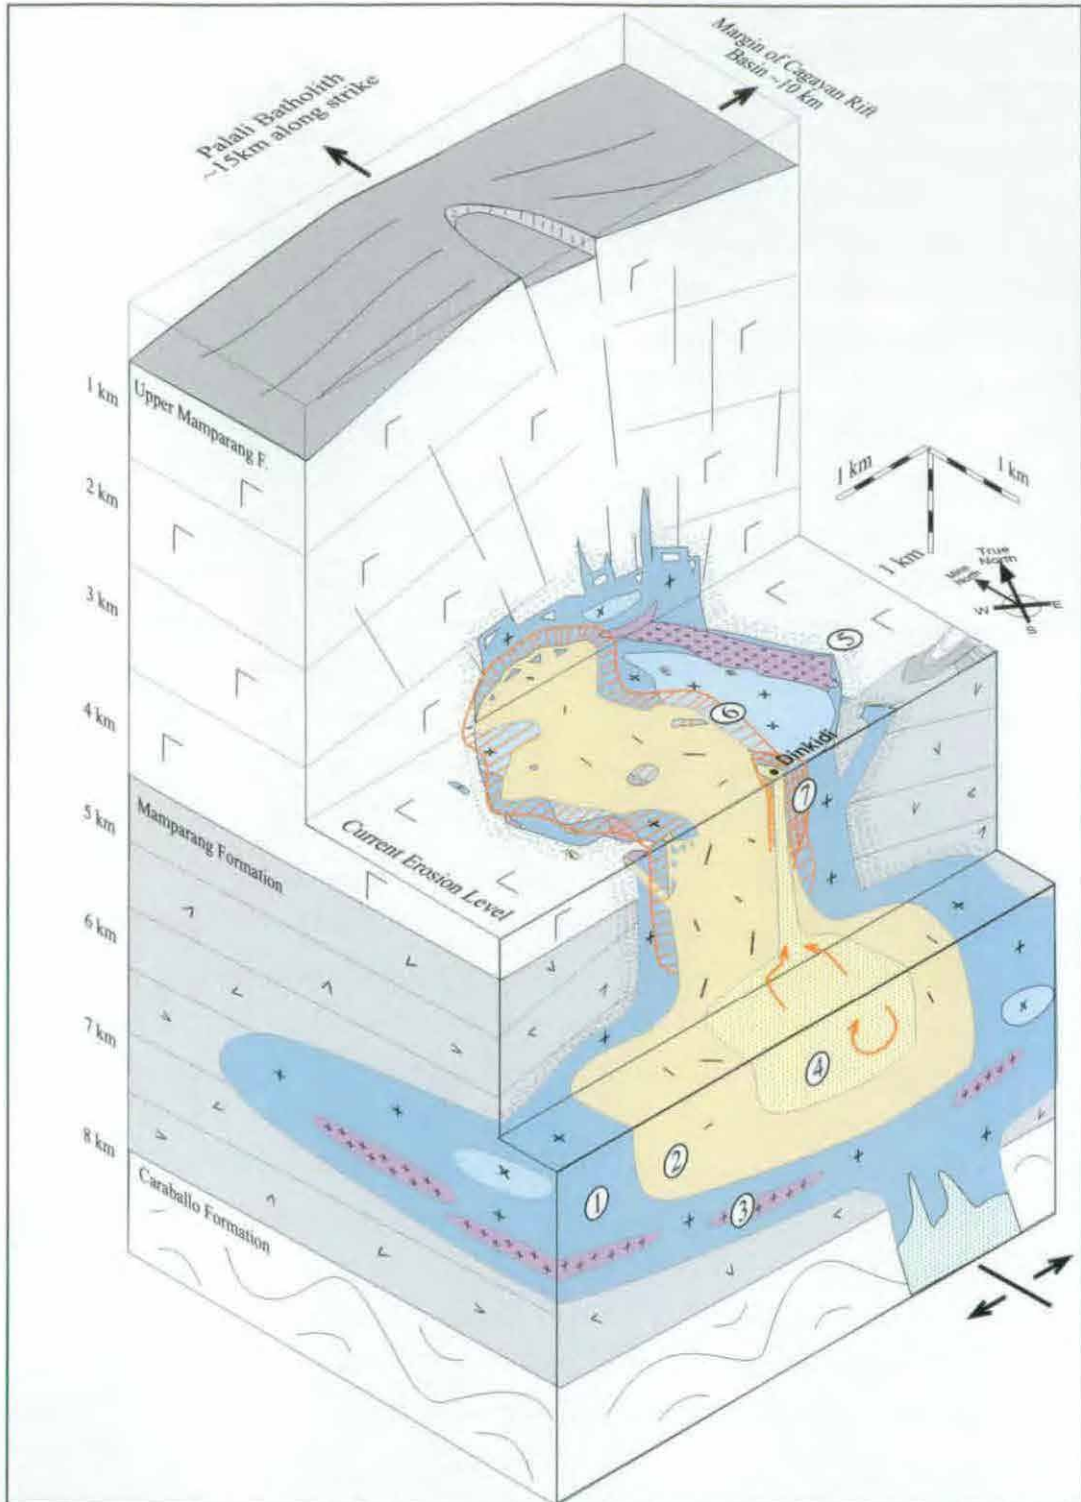 Palali Batholith
~15km along strike
Margin of Cagayan Rift
Basin ~10 km
1 km
Upper Mamparang F.
2 km
3 km
4 km
1 km
1 km
1 km
True
North
Mine
North
W
E
S
5
6
Dinkidi
7
Current Erosion Level
5 km
Mamparang Formation
6 km
7 km
8 km
Caraballo Formation
4
2
1
3